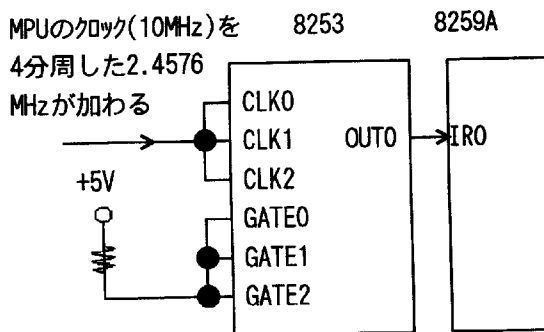 MPUのクロック(10MHz)を
4分周した2.4576
MHzが加わる
8253
8259A
CLK0
CLK1
CLK2
OUT0
IR0
+5V
GATE0
GATE1
GATE2